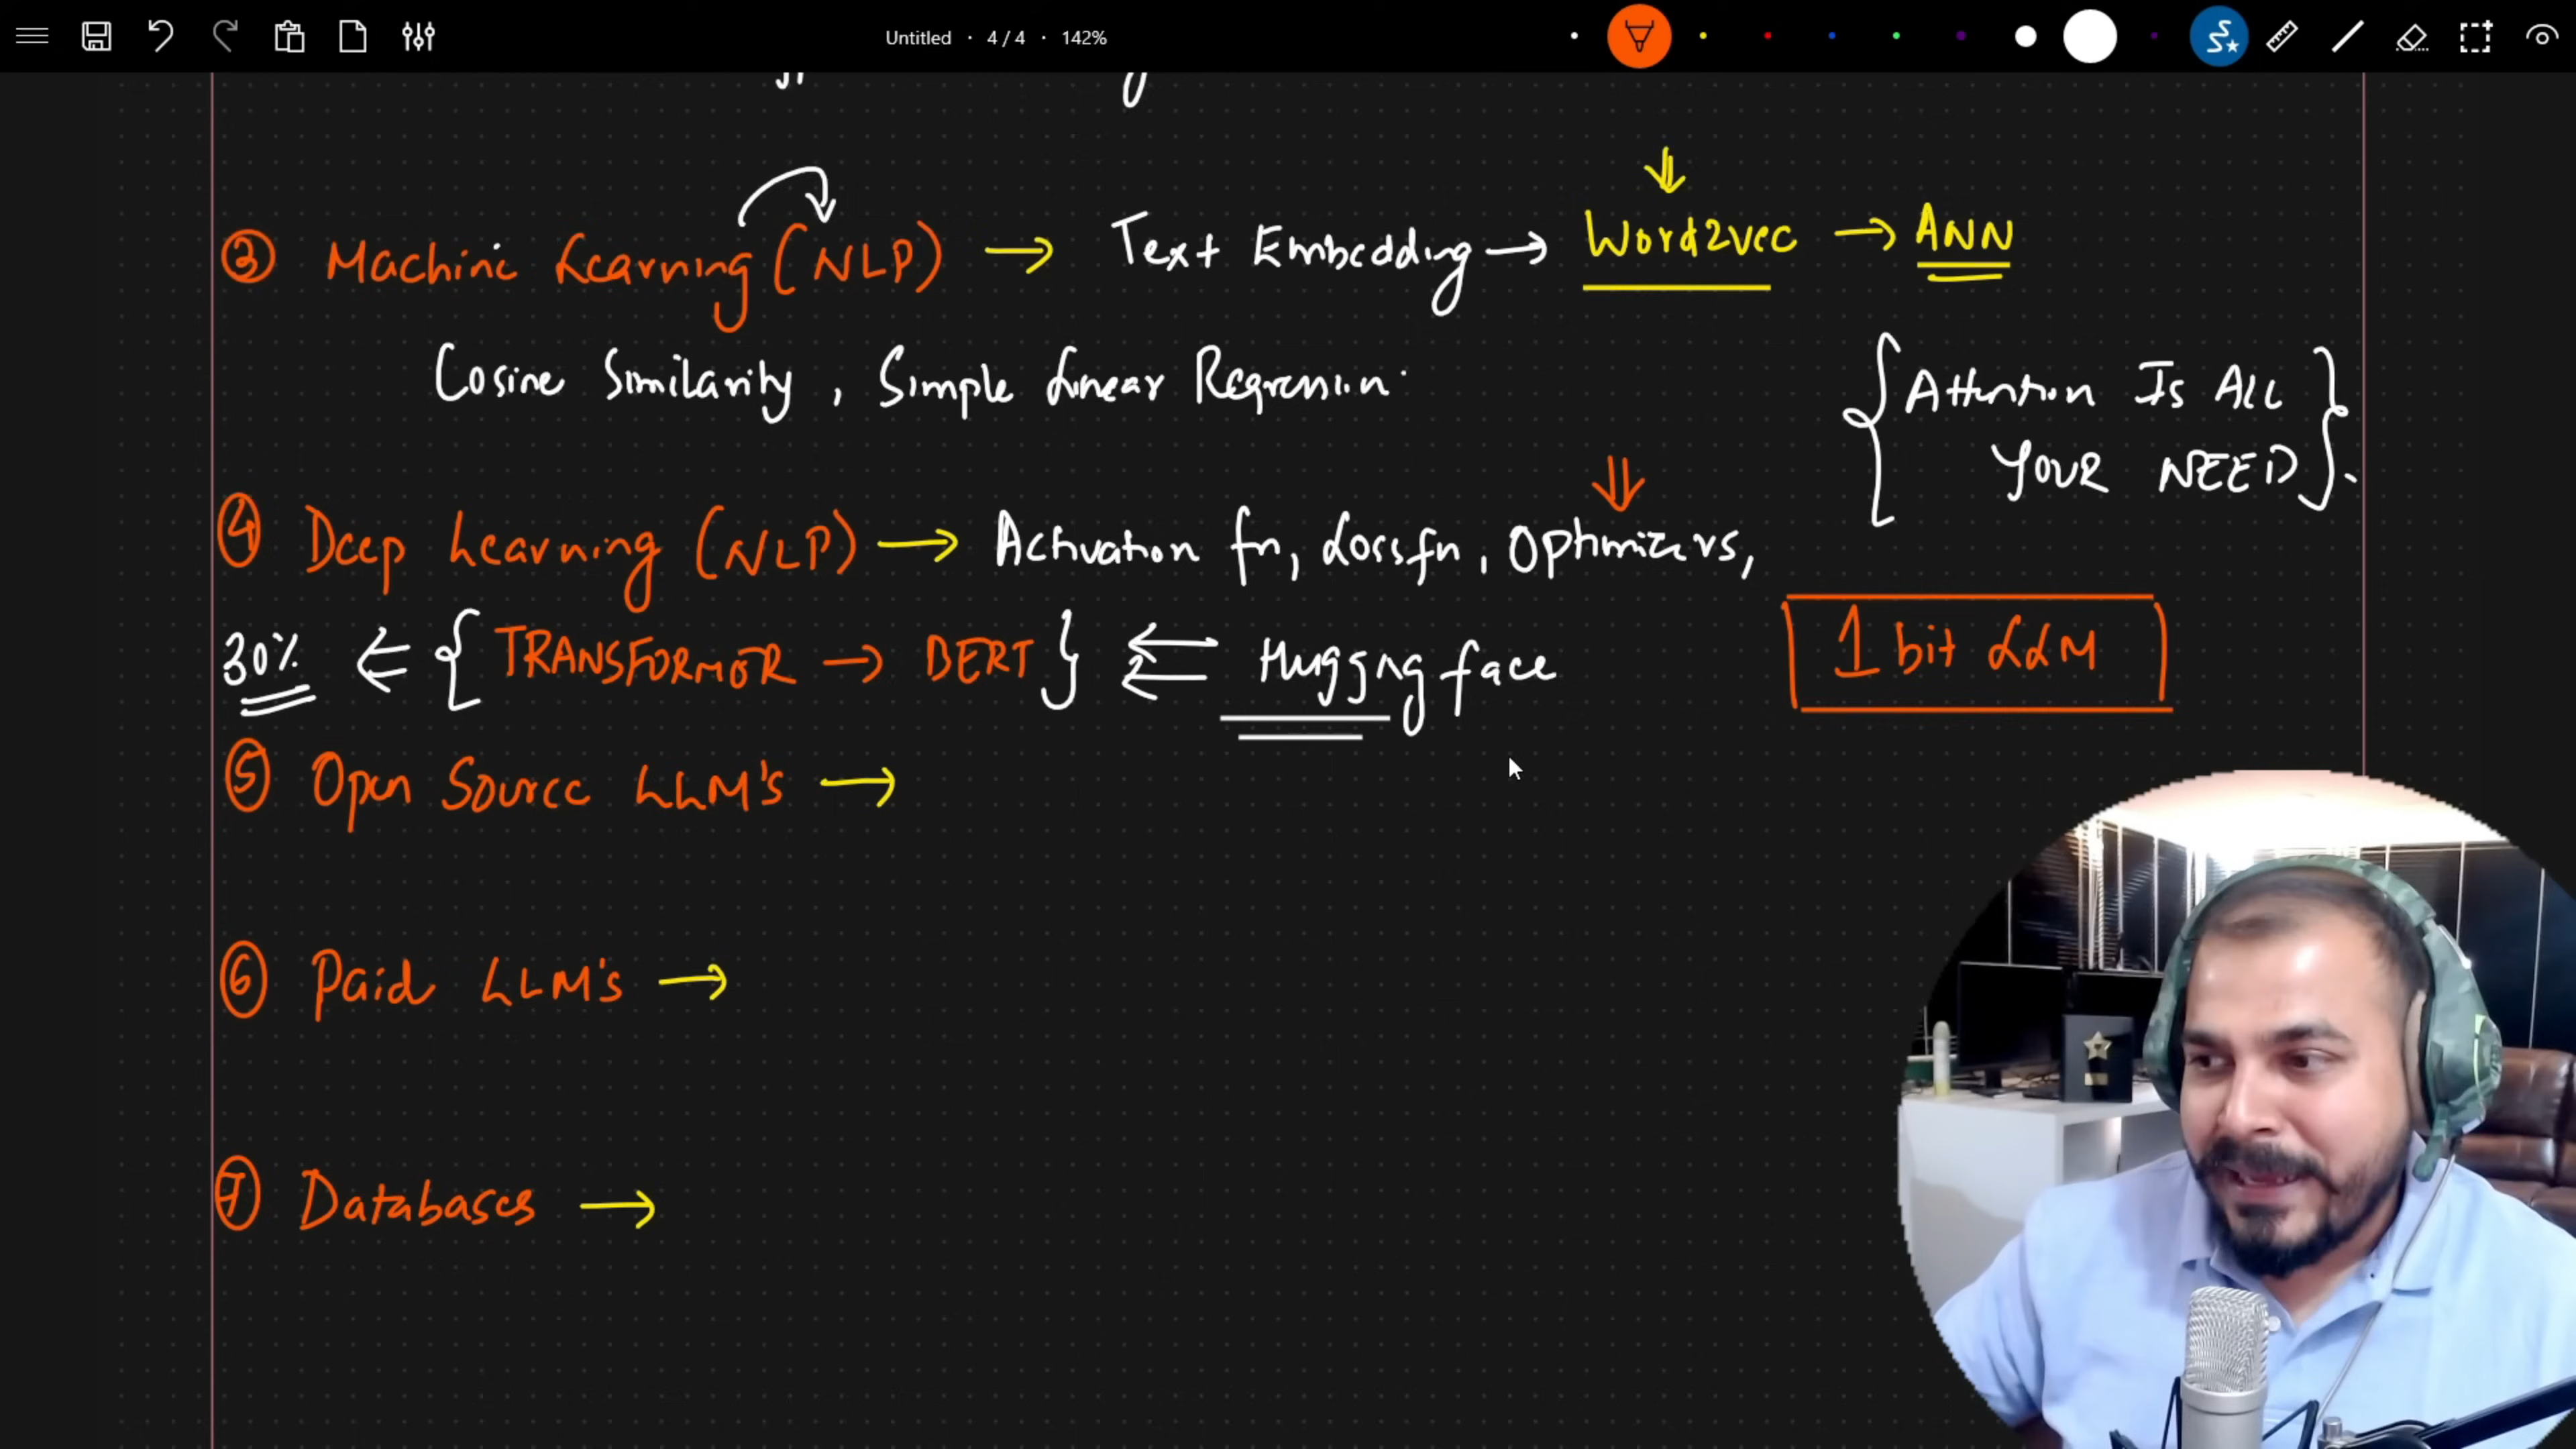 Untitled · 4 / 4 · 142%
③ Machine Learning (NLP) → Text Embedding → Word2vec → ANN
Cosine Similarity, Simple Linear Regression.
{Attention Is ALL
YOUR NEED}.
④ Deep Learning (NLP) → Activation fn, Loss fn, Optimizers,
30% ⇐ {TRANSFORMER → BERT} ⇐ Hugging face
1 bit LLM
⑤ Open Source LLM's →
⑥ Paid LLM's →
⑦ Databases →